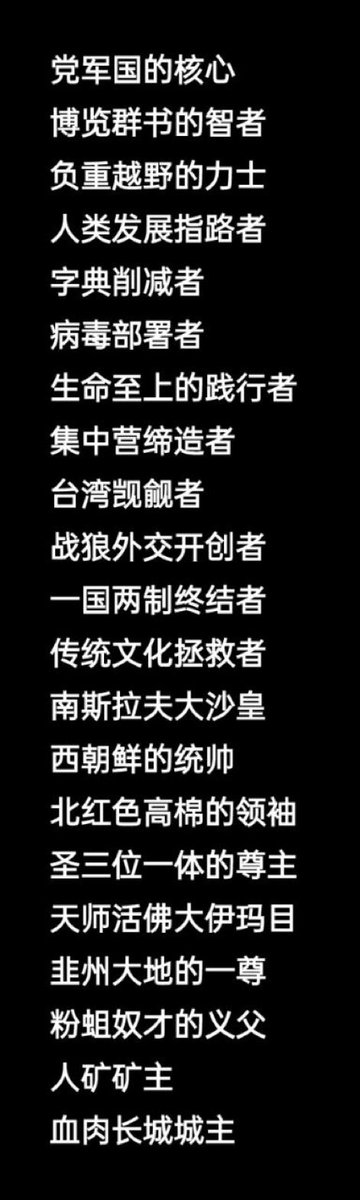 党军国的核心
博览群书的智者
负重越野的力士
人类发展指路者
字典削减者
病毒部署者
生命至上的践行者
集中营缔造者
台湾觊觎者
战狼外交开创者
一国两制终结者
传统文化拯救者
南斯拉夫大沙皇
西朝鲜的统帅
北红色高棉的领袖
圣三位一体的尊主
天师活佛大伊玛目
韭州大地的一尊
粉蛆奴才的义父
人矿矿主
血肉长城城主